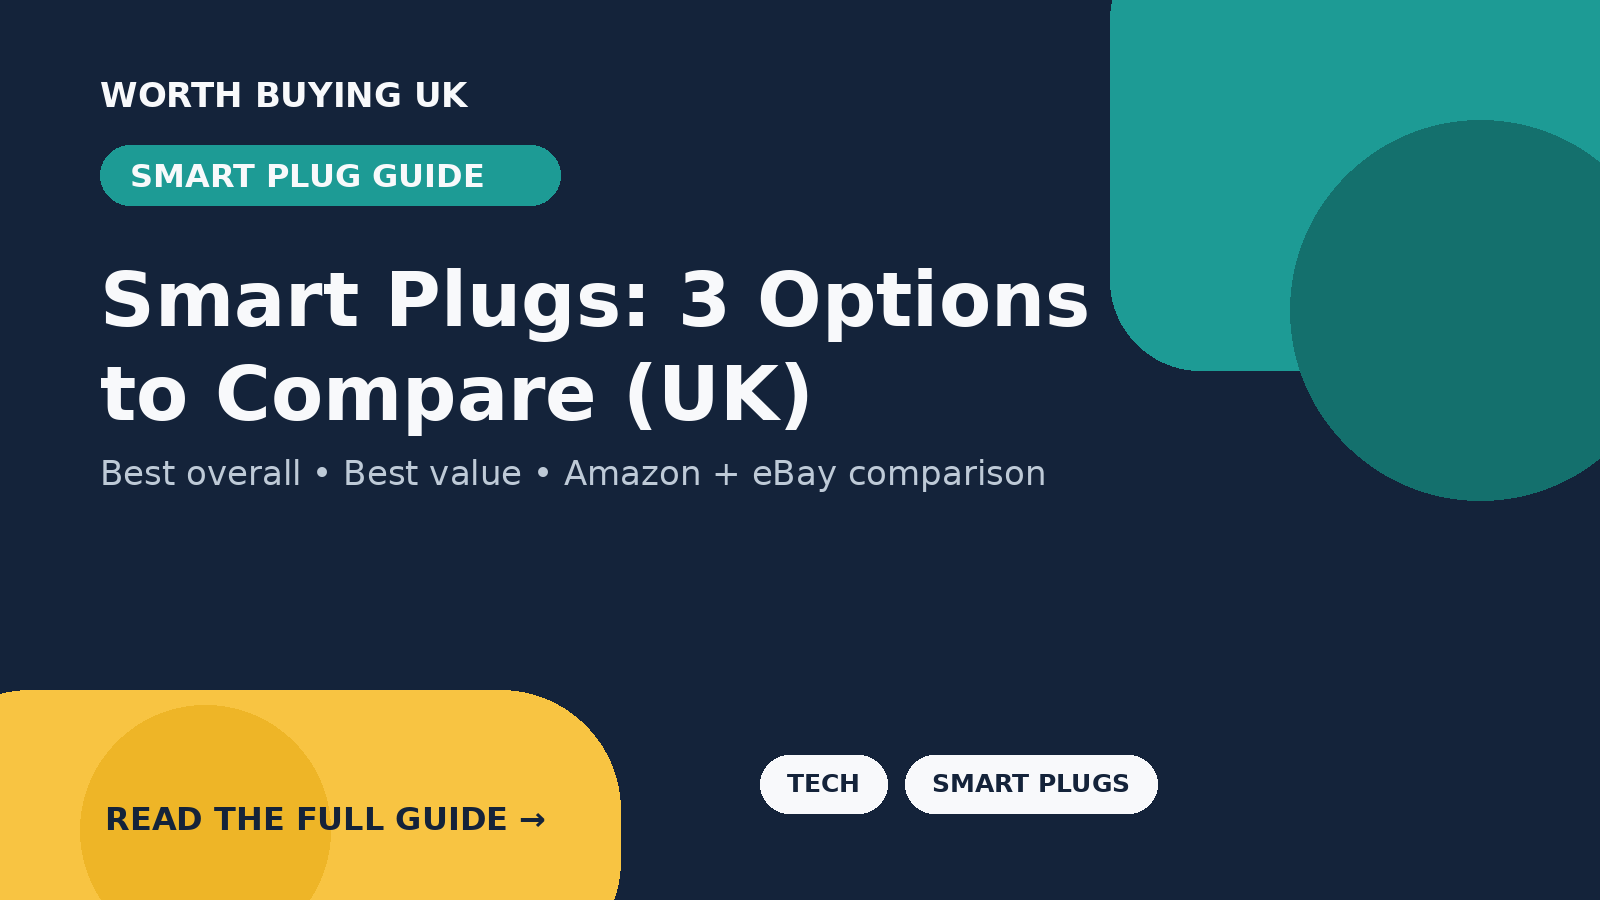 WORTH BUYING UK
SMART PLUG GUIDE
Smart Plugs: 3 Options
to Compare (UK)
Best overall • Best value • Amazon + eBay comparison
TECH
SMART PLUGS
READ THE FULL GUIDE →